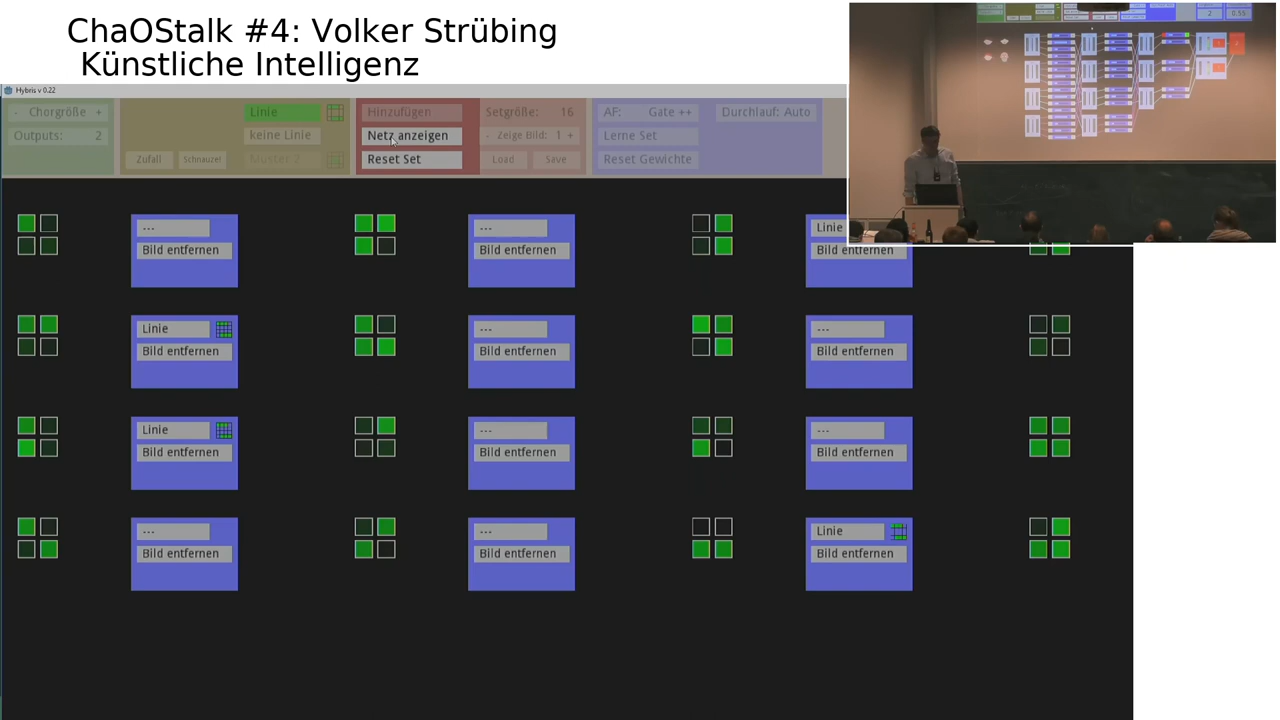 ChaOStalk #4: Volker Strübing
Künstliche Intelligenz
Hybris v 0.22
- Chorgröße +
Outputs: 2
Linie
keine Linie
Zufall
Schnauze!
Muster 2
Hinzufügen
Netz anzeigen
Reset Set
Setgröße: 16
- Zeige Bild: 1 +
Load
Save
AF: Gate ++
Lerne Set
Reset Gewichte
Durchlauf: Auto
---
Bild entfernen
---
Bild entfernen
Linie
Bild entfernen
Linie
Bild entfernen
---
Bild entfernen
---
Bild entfernen
Linie
Bild entfernen
---
Bild entfernen
---
Bild entfernen
---
Bild entfernen
---
Bild entfernen
Linie
Bild entfernen